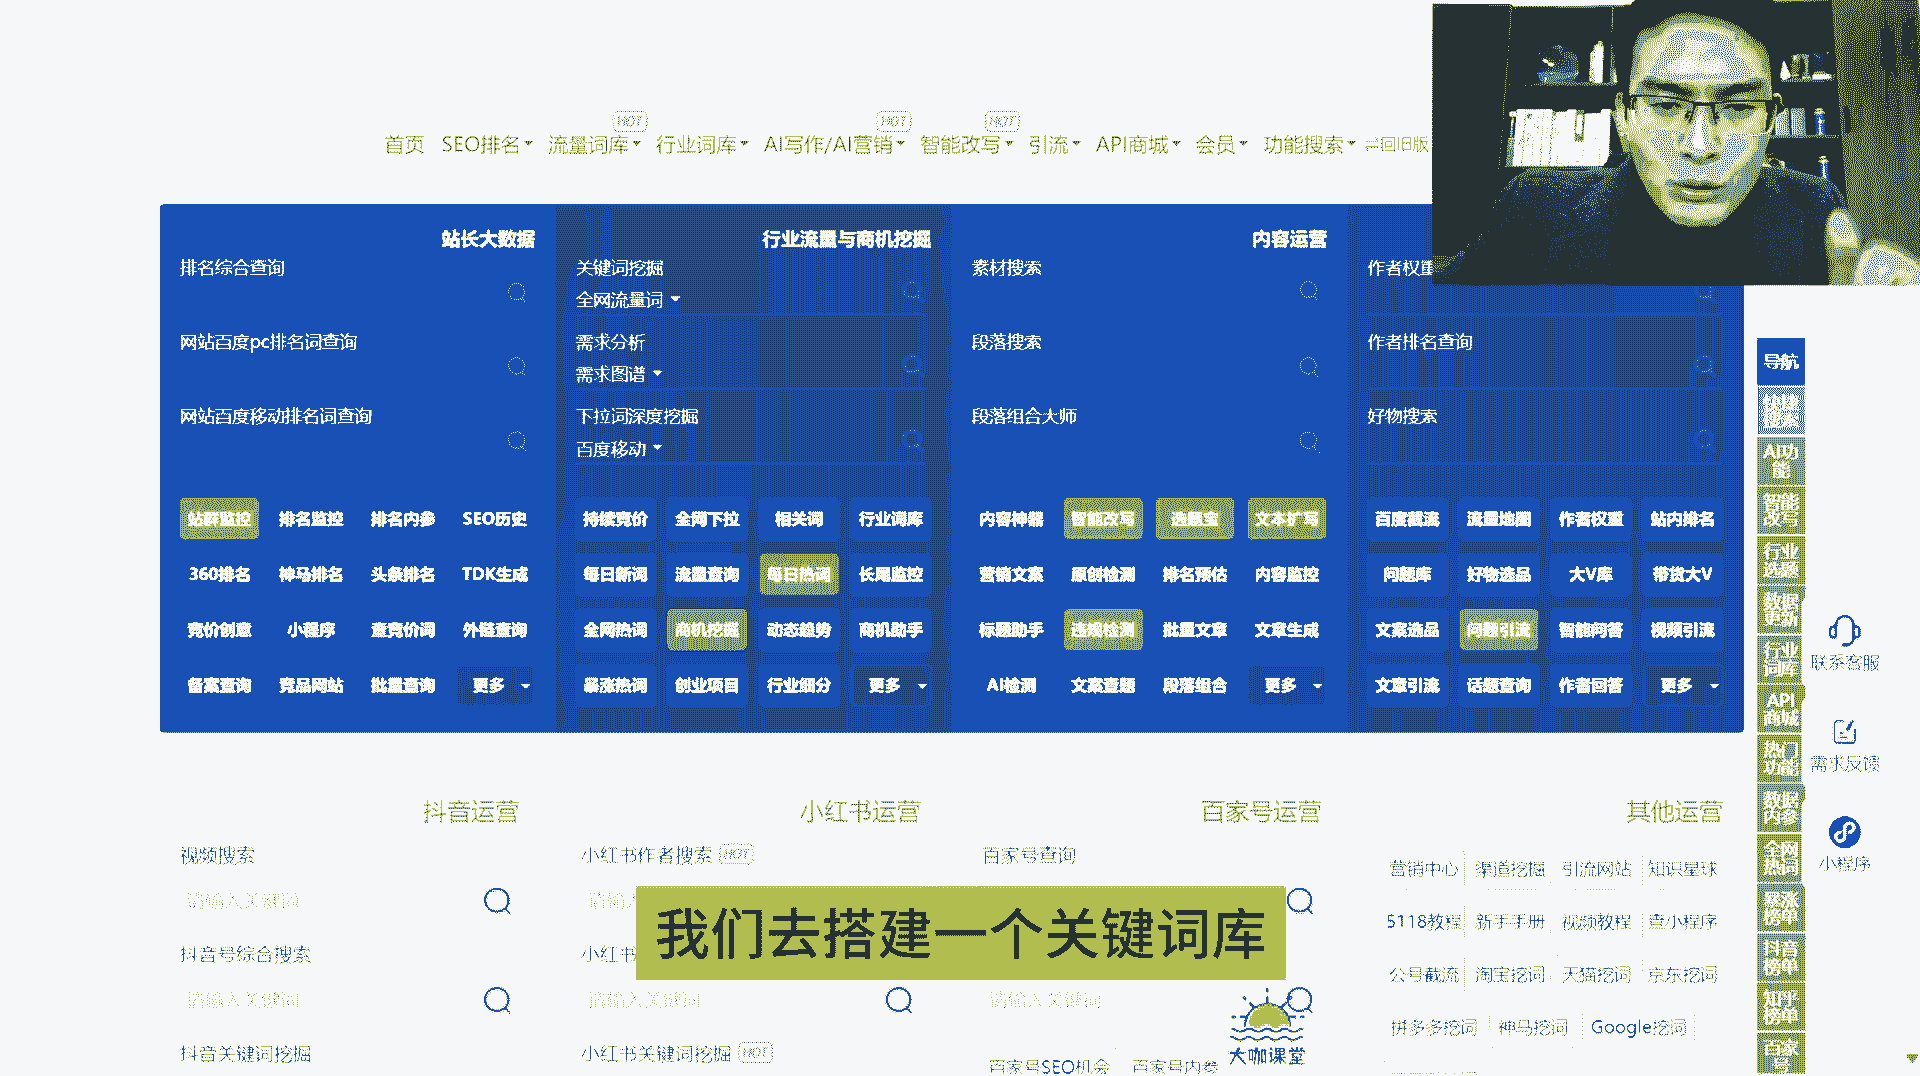 HOT
HOT
HOT
首页 SEO排名 流量词库 行业词库 AI写作/AI营销 智能改写 引流 API商城 会员 功能搜索 回旧版
站长大数据
排名综合查询
网站百度pc排名词查询
网站百度移动排名词查询
站群监控 排名监控 排名内参 SEO历史
360排名 神马排名 头条排名 TDK生成
竞价创意 小程序 查竞价词 外链查询
备案查询 竞品网站 批量查询 更多
行业流量与商机挖掘
关键词挖掘
全网流量词
需求分析
需求图谱
下拉词深度挖掘
百度移动
持续竞价 全网下拉 相关词 行业词库
每日新词 流量查询 每日热词 长尾监控
全网热词 商机挖掘 动态趋势 商机助手
暴涨热词 创业项目 行业细分 更多
内容运营
素材搜索
段落搜索
段落组合大师
内容神器 智能改写 选题宝 文本扩写
营销文案 原创检测 排名预估 内容监控
标题助手 违规检测 批量文章 文章生成
AI检测 文案查题 段落组合 更多
作者权重
作者排名查询
好物搜索
百度截流 流量地图 作者权重 站内排名
问题库 好物选品 大V库 带货大V
文案选品 问题引流 智能问答 视频引流
文章引流 话题查询 作者回答 更多
导航
快捷搜索
AI功能
智能改写
行业选题
数据更新
行业词库
API商城
热门功能
数据内参
全网热词
暴涨榜单
抖音榜单
知乎榜单
百家号
联系客服
需求反馈
小程序
抖音运营
视频搜索
请输入关键词
抖音号综合搜索
请输入关键词
抖音关键词挖掘
小红书运营
小红书作者搜索 HOT
请输入
小红
请输入关键词
小红书关键词挖掘 HOT
百家号运营
百家号查询
请输入关键词
百家号SEO机会 百家号内参
其他运营
营销中心 渠道挖掘 引流网站 知识星球
5118教程 新手手册 视频教程 查小程序
公号截流 淘宝挖词 天猫挖词 京东挖词
拼多多挖词 神马挖词 Google挖词
我们去搭建一个关键词库
大咖课堂